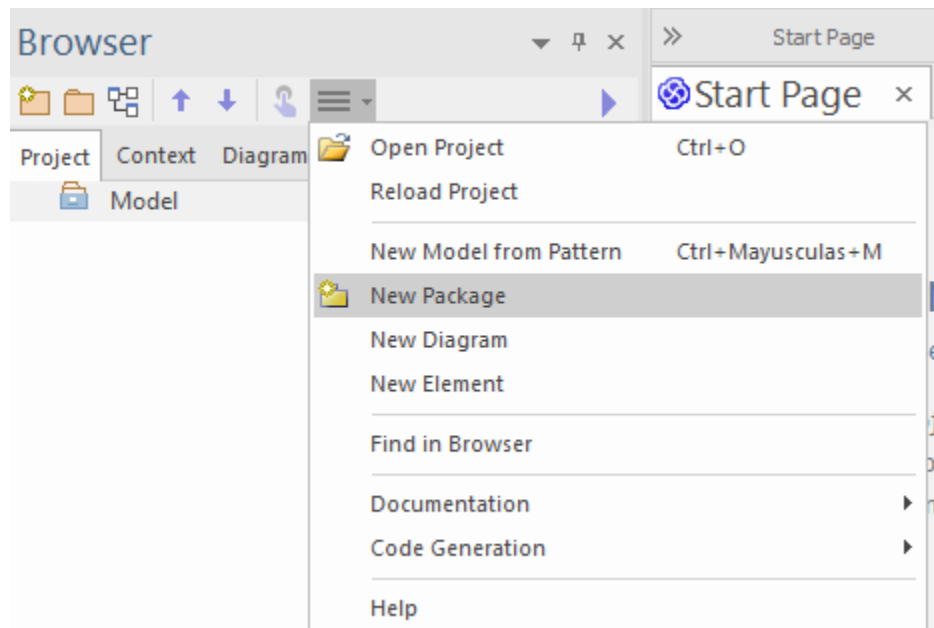 Browser
Start Page
Start Page
Project Context Diagram
Model
Open Project Ctrl+O
Reload Project
New Model from Pattern Ctrl+Mayusculas+M
New Package
New Diagram
New Element
Find in Browser
Documentation
Code Generation
Help